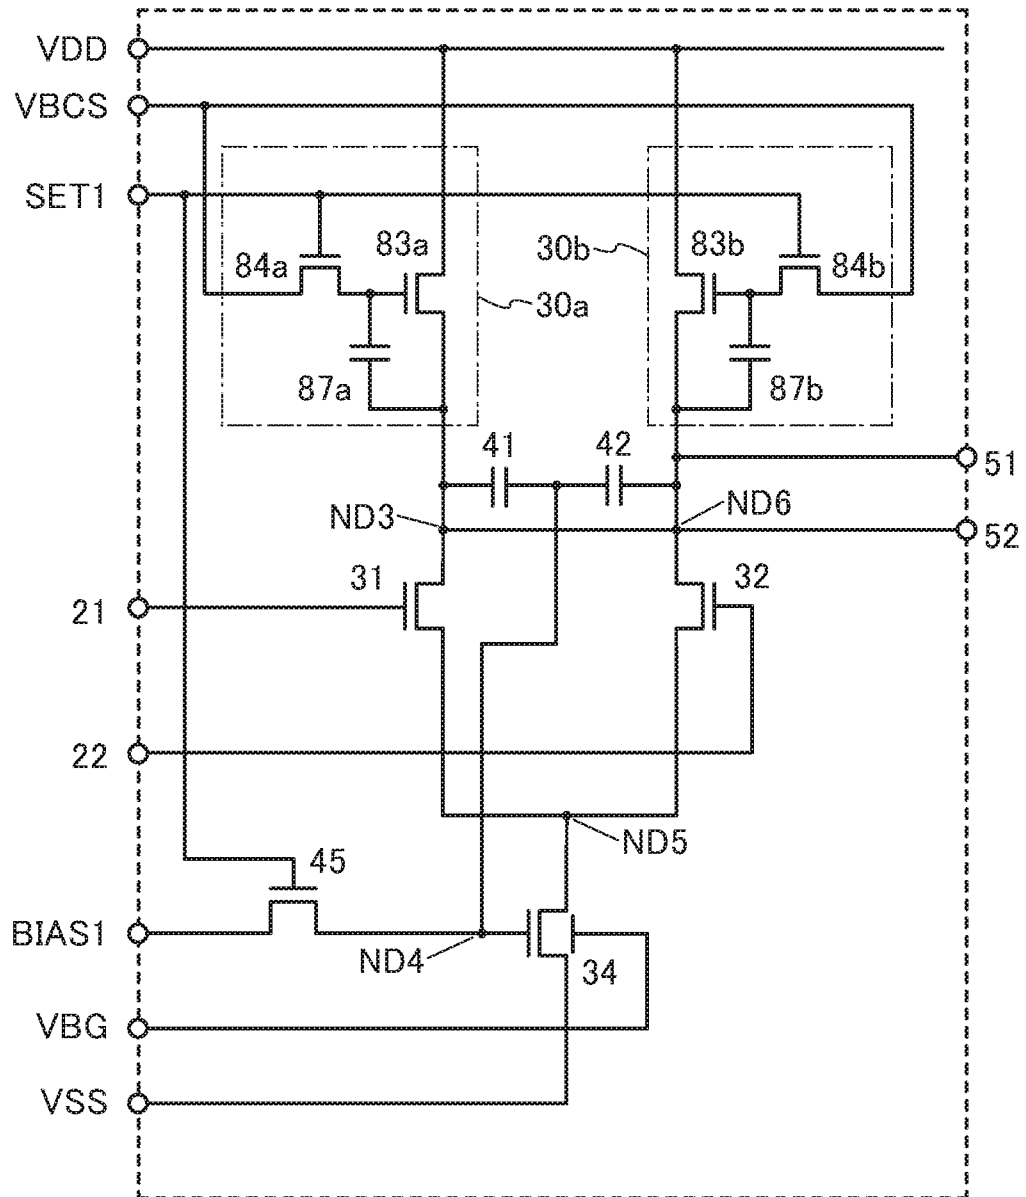 VDD
VBCS
SET1
84a
83a
30b
83b
84b
30a
87a
87b
41
42
51
ND3
ND6
52
31
32
21
22
ND5
45
BIAS1
ND4
34
VBG
VSS